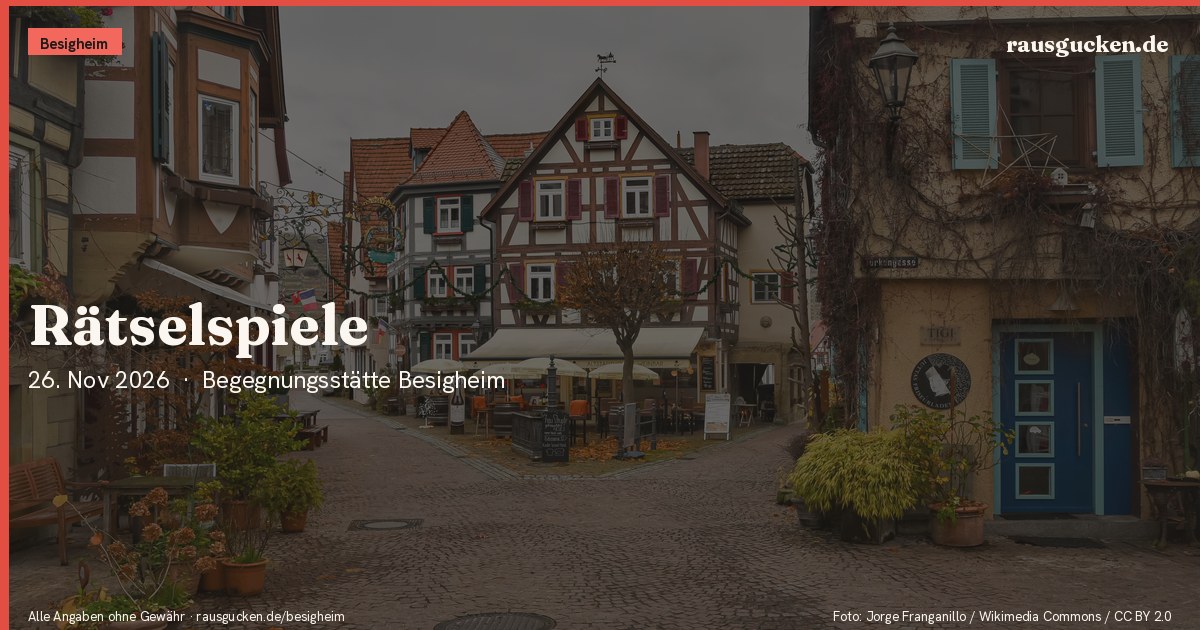 Besigheim
rausgucken.de
TIGL
Rätselspiele
26. Nov 2026 · Begegnungsstätte Besigheim
Alle Angaben ohne Gewähr · rausgucken.de/besigheim
Foto: Jorge Franganillo / Wikimedia Commons / CC BY 2.0